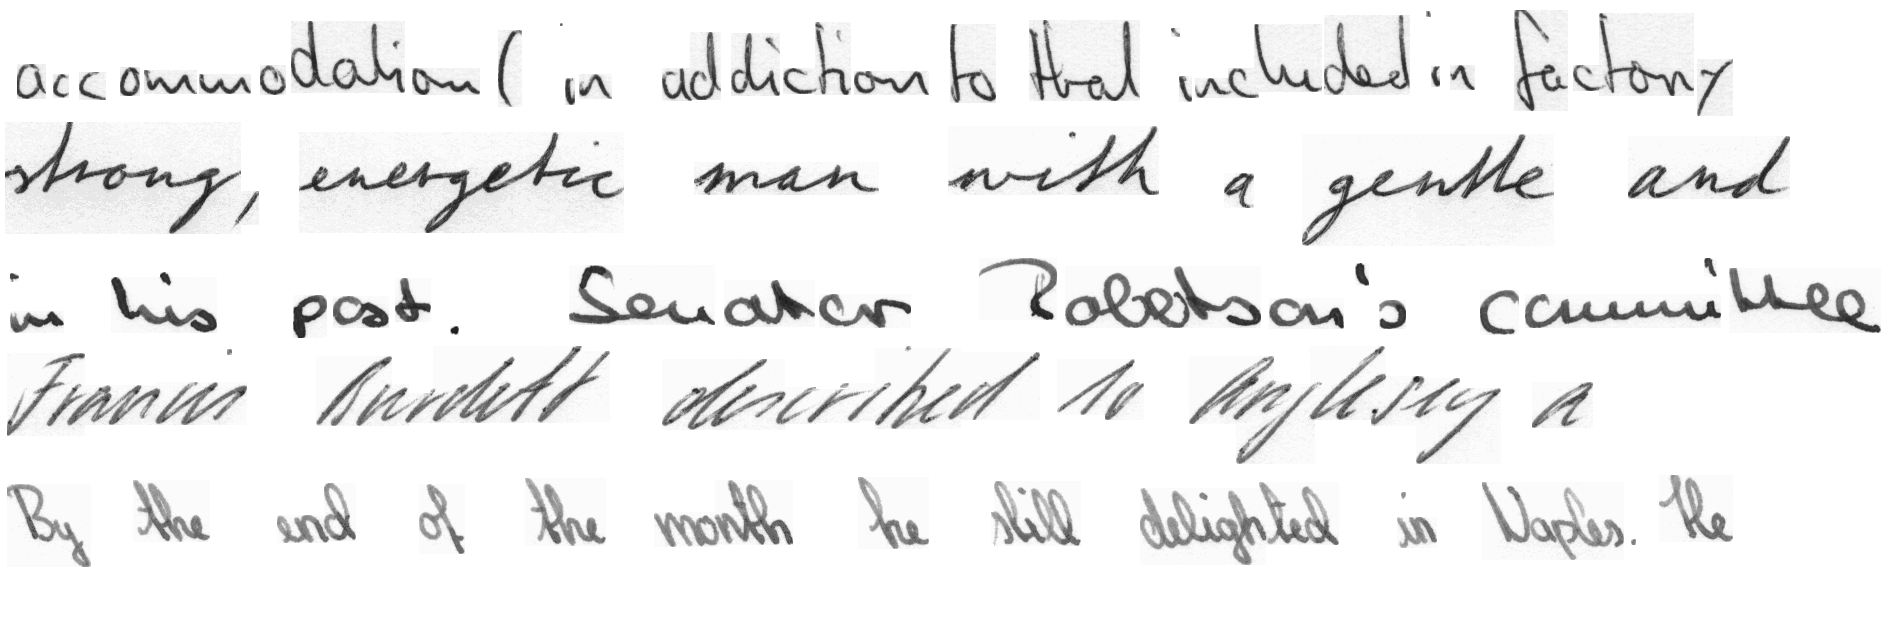 accommodation ( in addiction to that included in factory
strong, energetic man with a gentle and
in his post. Senator Robertson's committee
Francis Burdett described to Anglesey a
By the end of the month he still delighted in Naples. The